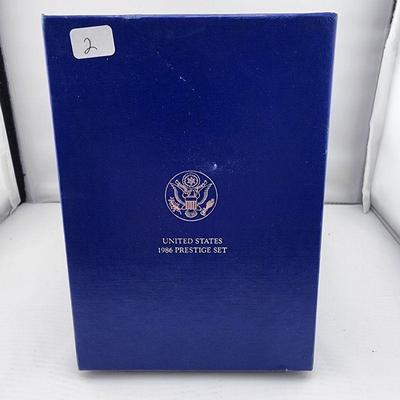 2
UNITED STATES
1986 PRESTIGE SET